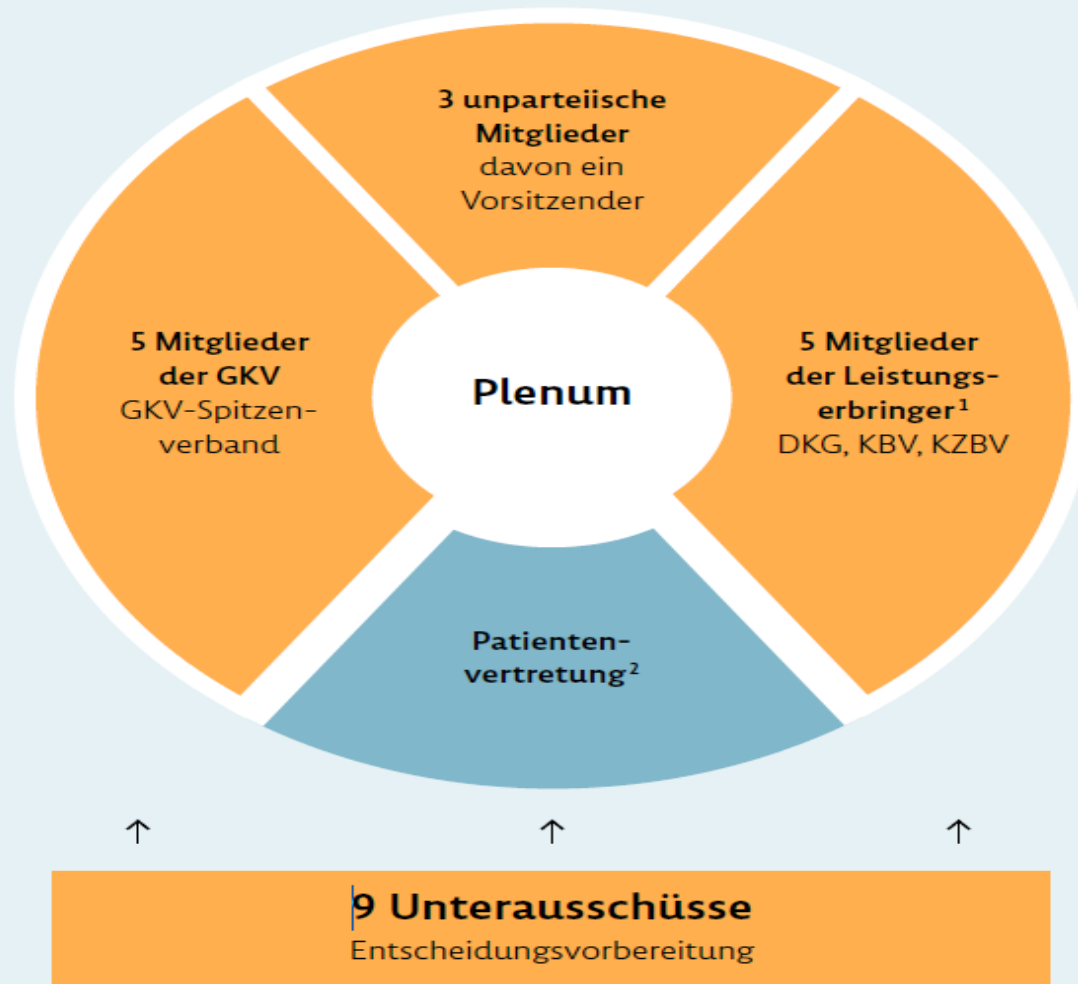 3 unparteiische
Mitglieder
davon ein
Vorsitzender
5 Mitglieder
der GKV
GKV-Spitzen-
verband
Plenum
5 Mitglieder
der Leistungs-
erbringer¹
DKG, KBV, KZBV
Patienten-
vertretung²
↑ ↑ ↑
9 Unterausschüsse
Entscheidungsvorbereitung